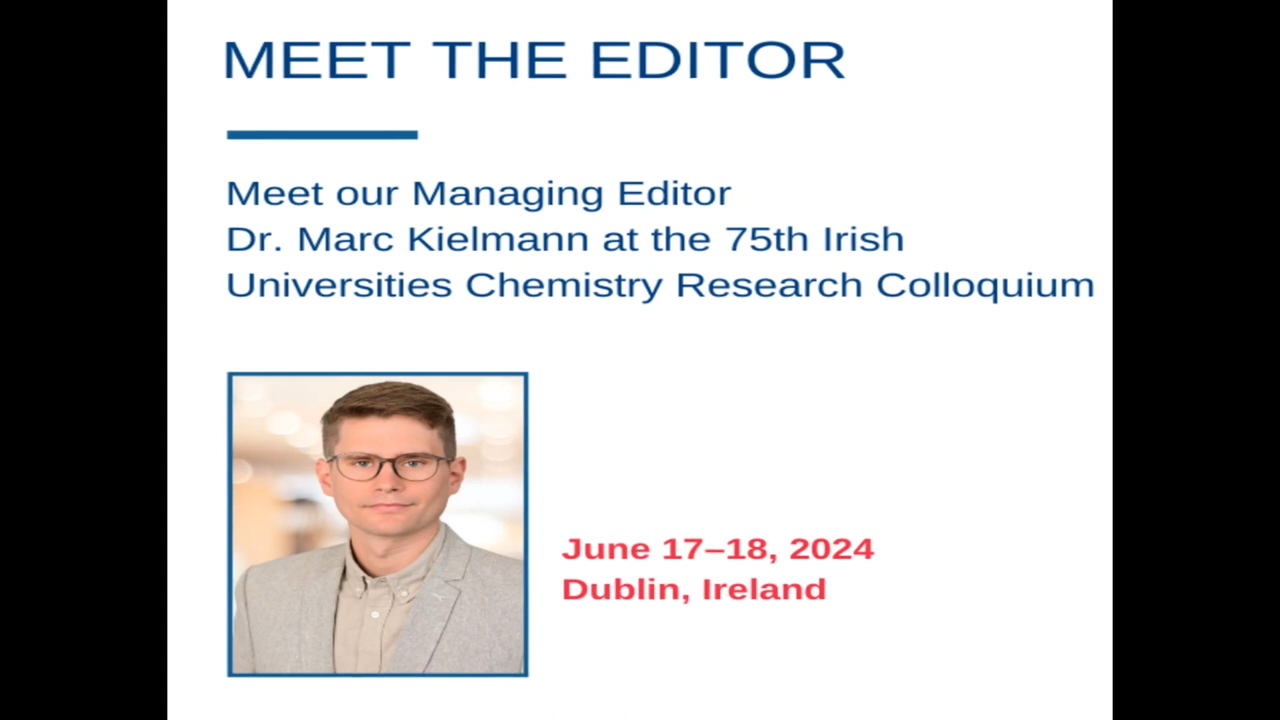 MEET THE EDITOR
Meet our Managing Editor
Dr. Marc Kielmann at the 75th Irish
Universities Chemistry Research Colloquium
June 17–18, 2024
Dublin, Ireland